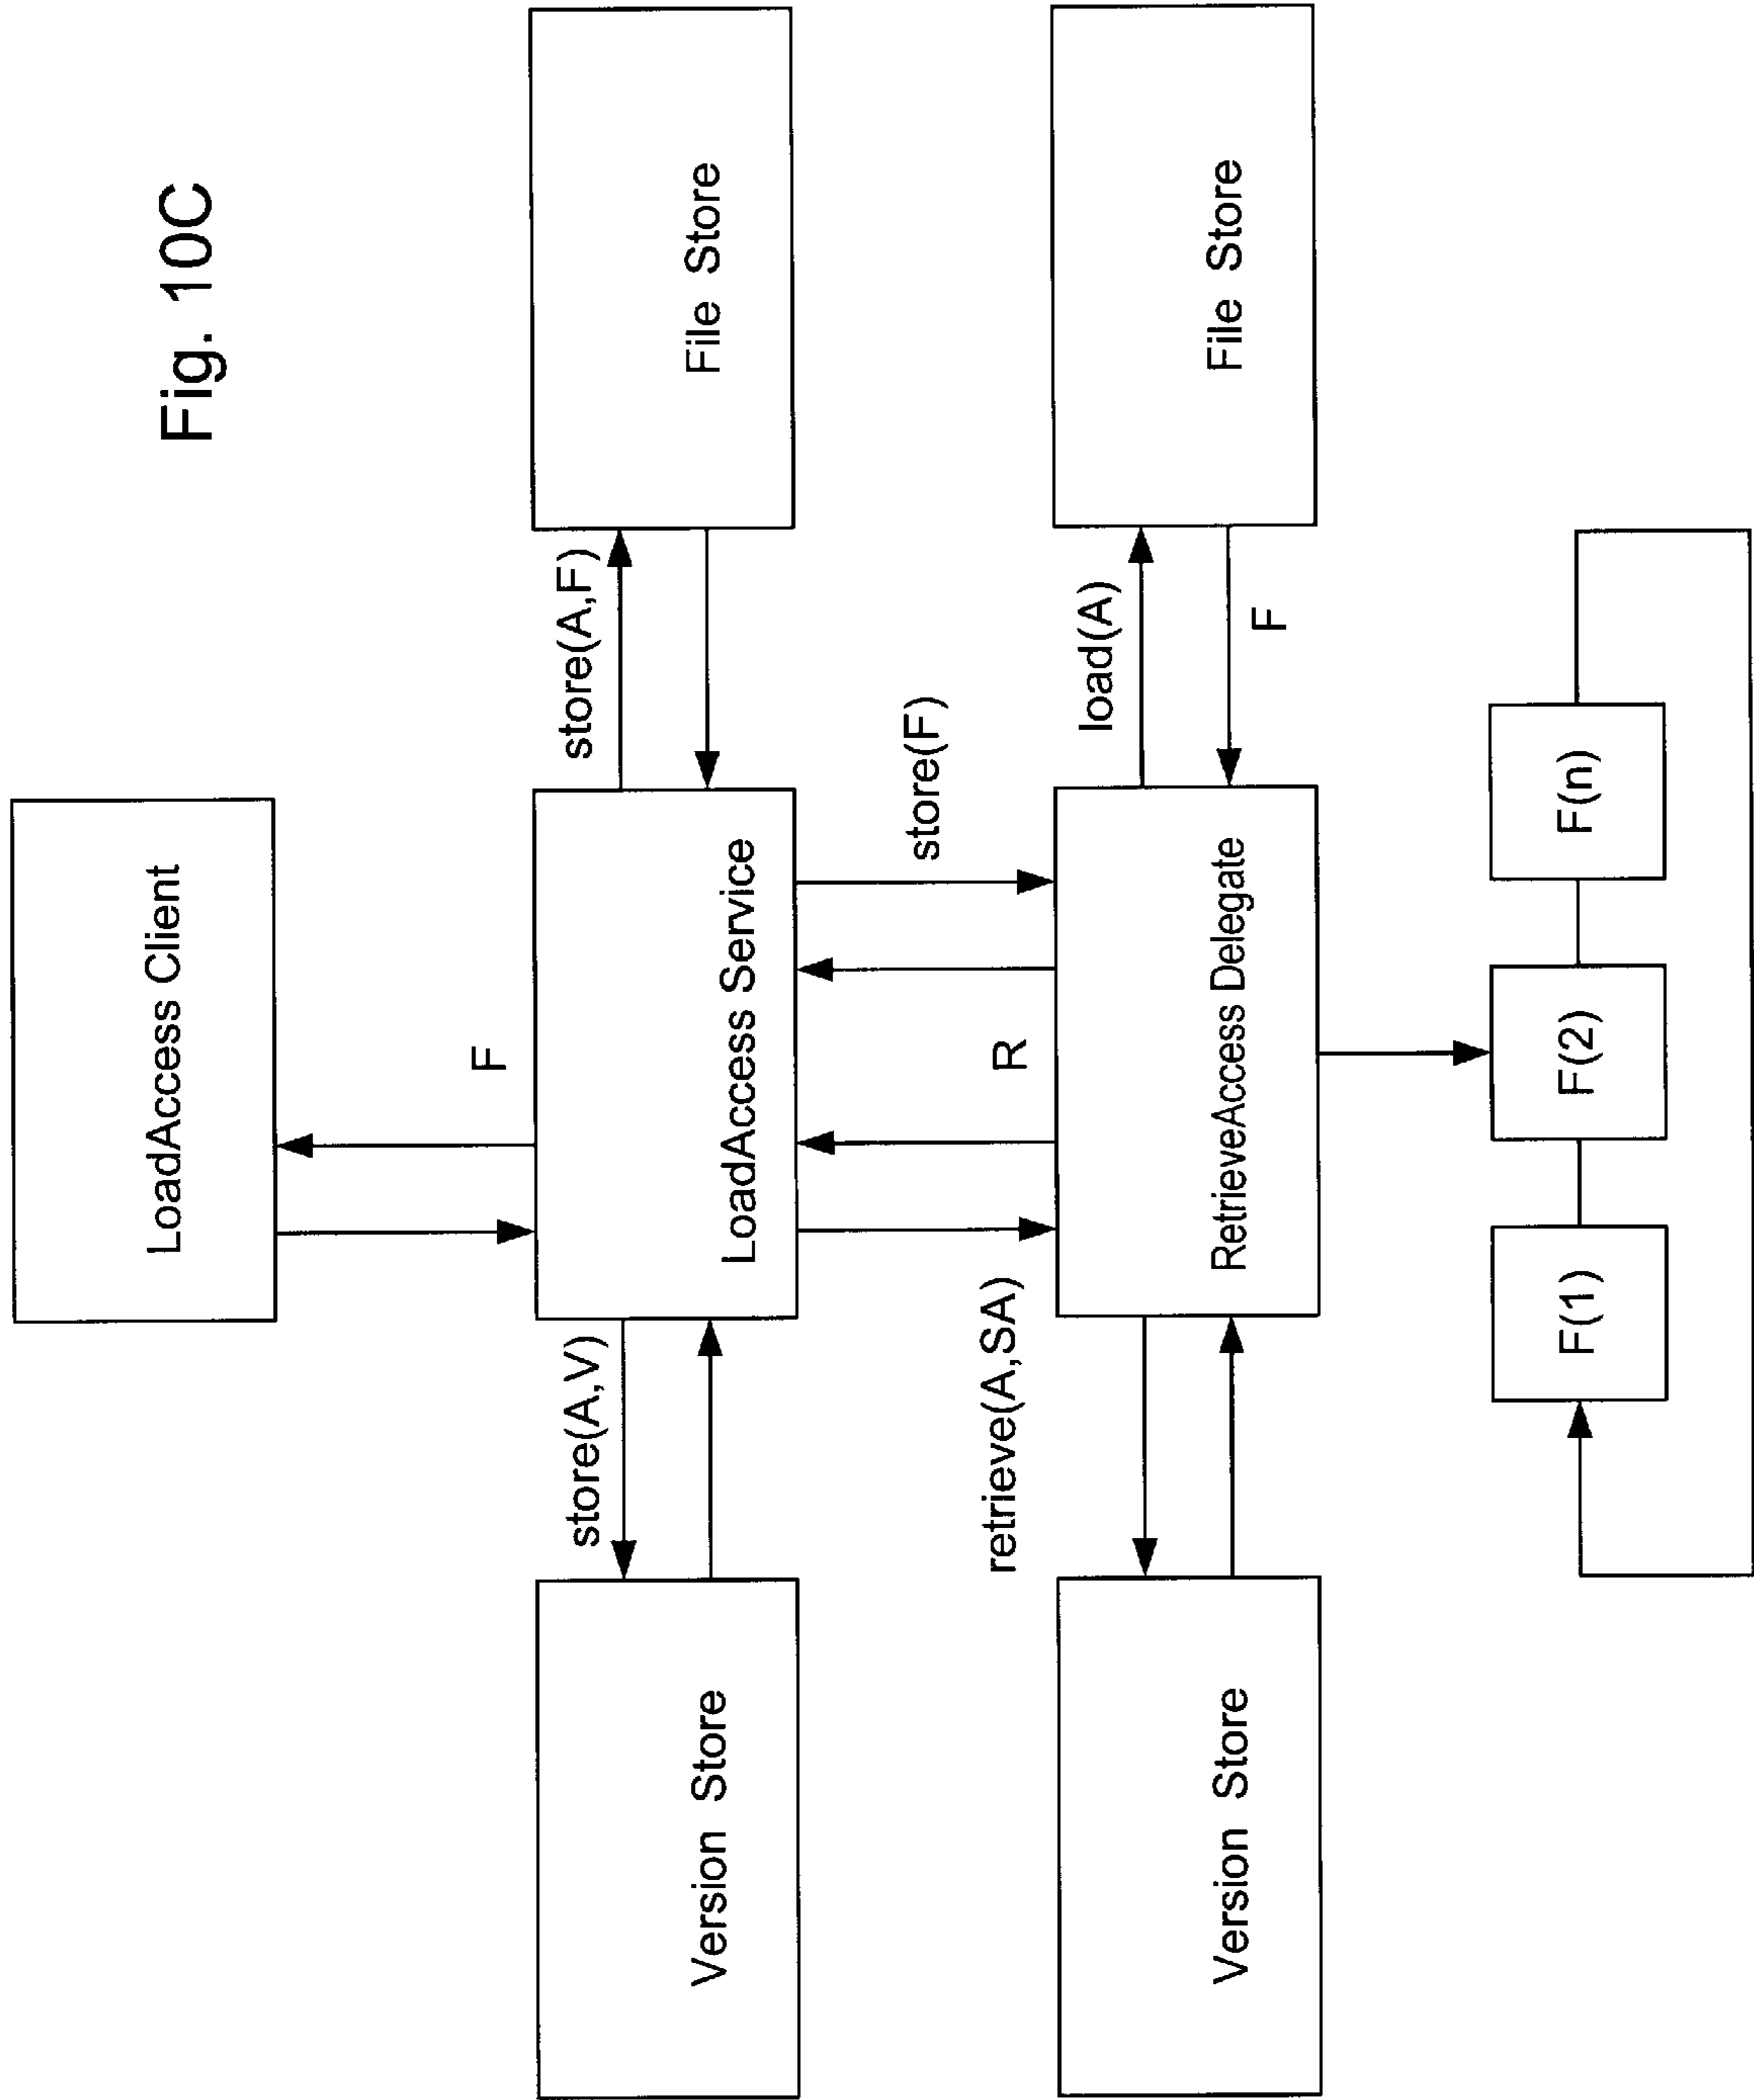 Fig. 10C
LoadAccess Client
F
store(A,V)
store(A,F)
Version Store
LoadAccess Service
File Store
retrieve(A,SA)
R
store(F)
load(A)
Version Store
RetrieveAccess Delegate
File Store
F
F(1)
F(2)
F(n)